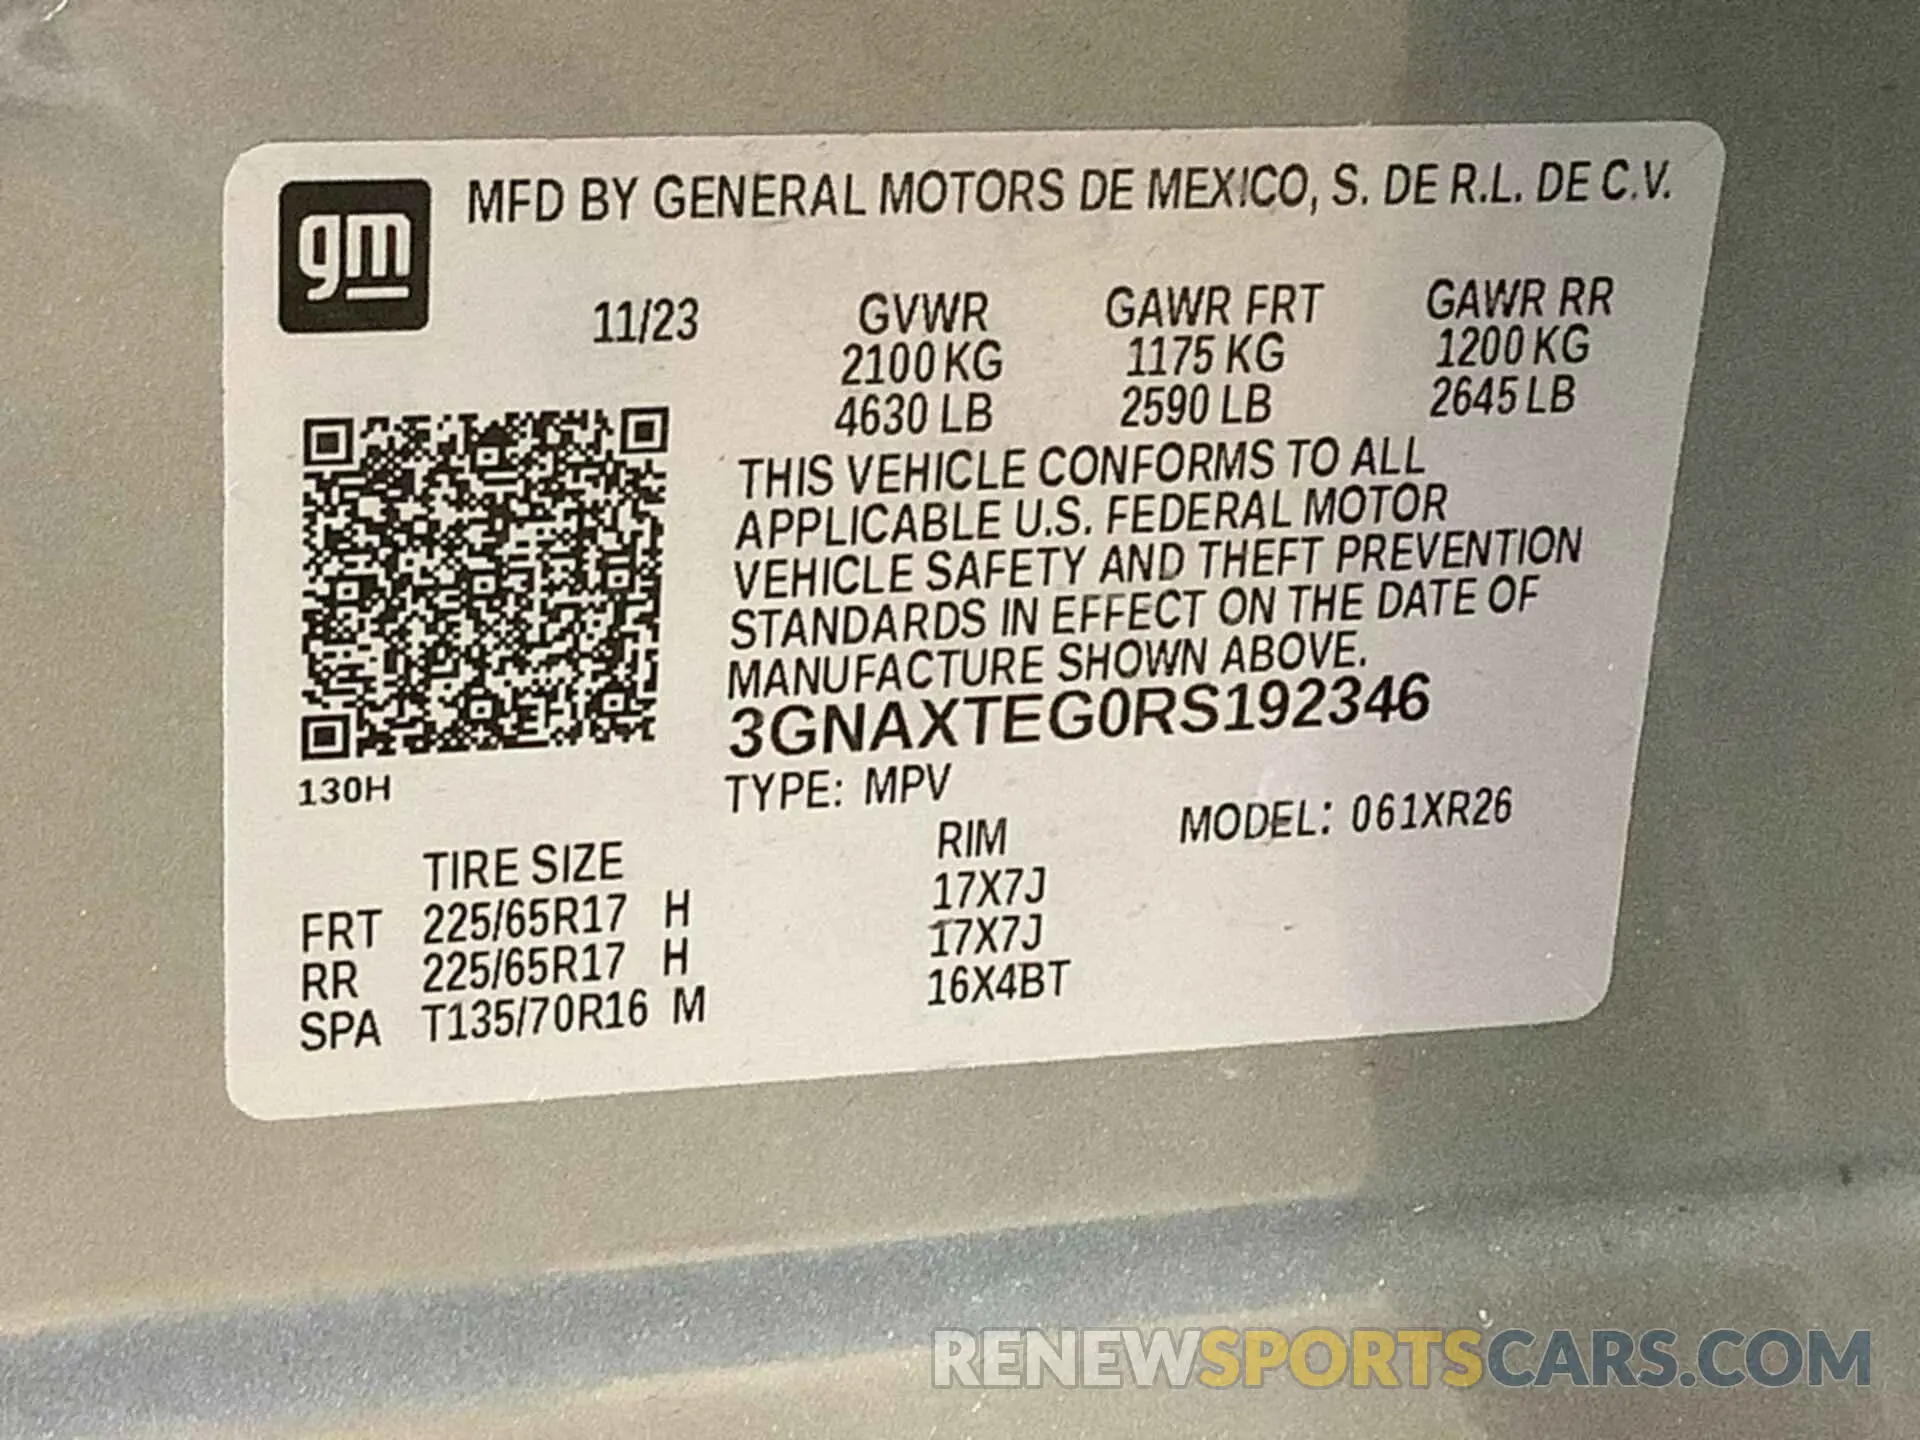 gm
MFD BY GENERAL MOTORS DE MEXICO, S. DE R.L. DE C.V.
11/23 GVWR GAWR FRT GAWR RR
2100 KG 1175 KG 1200 KG
4630 LB 2590 LB 2645 LB
THIS VEHICLE CONFORMS TO ALL
APPLICABLE U.S. FEDERAL MOTOR
VEHICLE SAFETY AND THEFT PREVENTION
STANDARDS IN EFFECT ON THE DATE OF
MANUFACTURE SHOWN ABOVE.
3GNAXTEG0RS192346
130H
TYPE: MPV
MODEL: 061XR26
TIRE SIZE RIM
FRT 225/65R17 H 17X7J
RR 225/65R17 H 17X7J
SPA T135/70R16 M 16X4BT
RENEWSPORTSCARS.COM